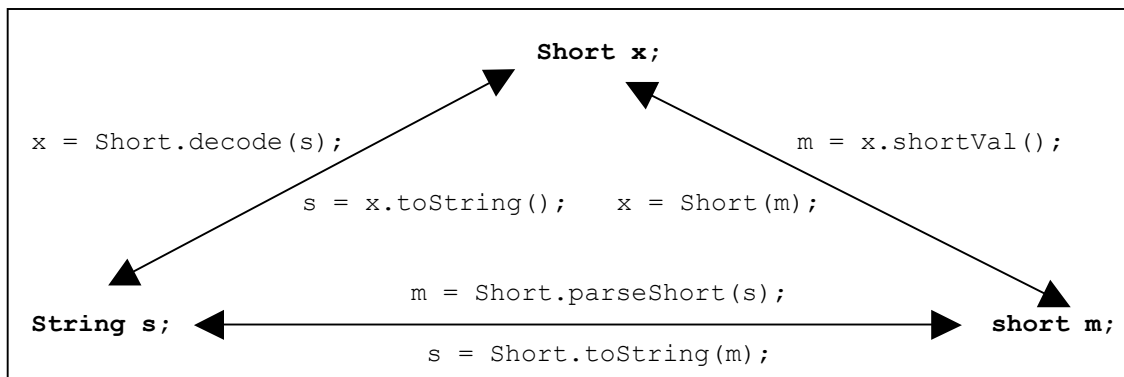 Short x;
x = Short.decode(s);
m = x.shortVal();
s = x.toString();
x = Short(m);
m = Short.parseShort(s);
String s;
short m;
s = Short.toString(m);